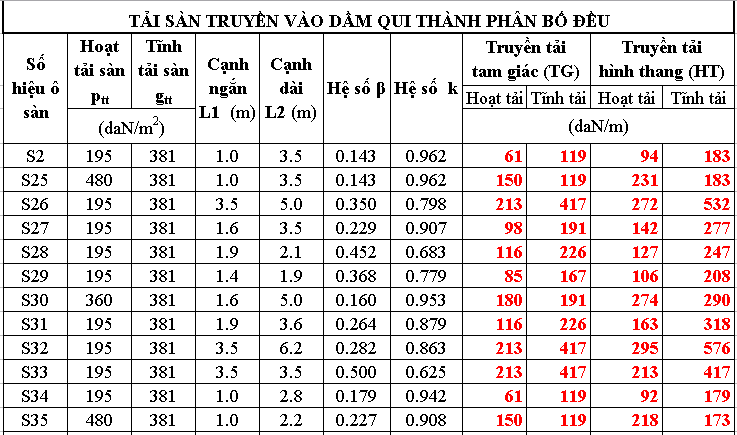 TẢI SÀN TRUYỀN VÀO DẦM QUI THÀNH PHÂN BỐ ĐỀU
Số hiệu ô sàn | Hoạt tải sàn ptt | Tĩnh tải sàn gtt | Cạnh ngắn L1 (m) | Cạnh dài L2 (m) | Hệ số β | Hệ số k | Truyền tải tam giác (TG) | Truyền tải hình thang (HT)
Hoạt tải | Tĩnh tải | Hoạt tải | Tĩnh tải
(daN/m²) | (daN/m)
S2 195 381 1.0 3.5 0.143 0.962 61 119 94 183
S25 480 381 1.0 3.5 0.143 0.962 150 119 231 183
S26 195 381 3.5 5.0 0.350 0.798 213 417 272 532
S27 195 381 1.6 3.5 0.229 0.907 98 191 142 277
S28 195 381 1.9 2.1 0.452 0.683 116 226 127 247
S29 195 381 1.4 1.9 0.368 0.779 85 167 106 208
S30 360 381 1.6 5.0 0.160 0.953 180 191 274 290
S31 195 381 1.9 3.6 0.264 0.879 116 226 163 318
S32 195 381 3.5 6.2 0.282 0.863 213 417 295 576
S33 195 381 3.5 3.5 0.500 0.625 213 417 213 417
S34 195 381 1.0 2.8 0.179 0.942 61 119 92 179
S35 480 381 1.0 2.2 0.227 0.908 150 119 218 173